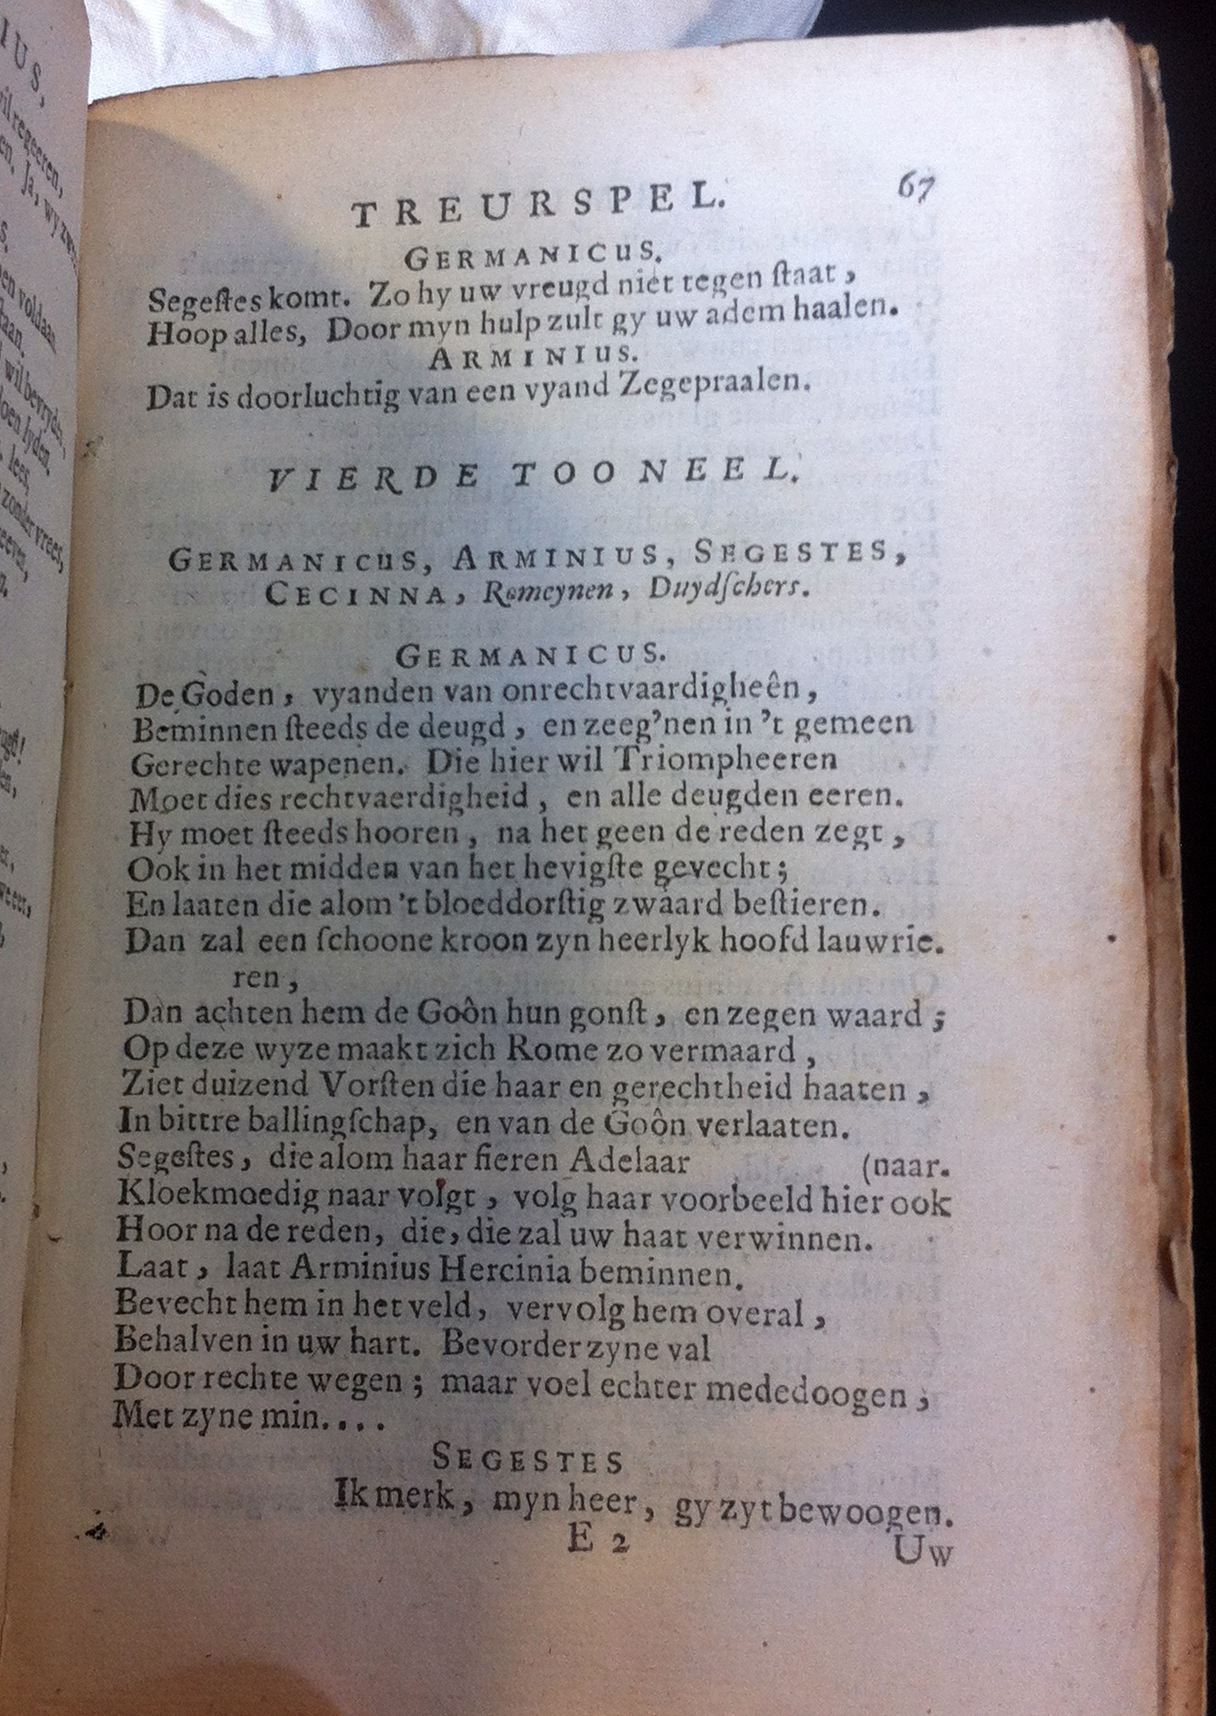 TREURSPEL. 67
GERMANICUS.
Segeſtes komt. Zo hy uw vreugd niet tegen ſtaat,
Hoop alles, Door myn hulp zult gy uw adem haalen.
ARMINIUS.
Dat is doorluchtig van een vyand Zegepraalen.
VIERDE TOONEEL.
GERMANICUS, ARMINIUS, SEGESTES,
CECINNA, Romeynen, Duydſchers.
GERMANICUS.
De Goden, vyanden van onrechtvaardigheên,
Beminnen ſteeds de deugd, en zeeg'nen in 't gemeen
Gerechte wapenen. Die hier wil Triompheeren
Moet dies rechtvaerdigheid, en alle deugden eeren.
Hy moet ſteeds hooren, na het geen de reden zegt,
Ook in het midden van het hevigſte gevecht;
En laaten die alom 't bloeddorſtig zwaard beſtieren.
Dan zal een ſchoone kroon zyn heerlyk hoofd lauwrie.
ren,
Dan achten hem de Goôn hun gonſt, en zegen waard;
Op deze wyze maakt zich Rome zo vermaard,
Ziet duizend Vorſten die haar en gerechtheid haaten,
In bittre ballingſchap, en van de Goôn verlaaten.
Segeſtes, die alom haar fieren Adelaar (naar.
Kloekmoedig naar volgt, volg haar voorbeeld hier ook
Hoor na de reden, die, die zal uw haat verwinnen.
Laat, laat Arminius Hercinia beminnen.
Bevecht hem in het veld, vervolg hem overal,
Behalven in uw hart. Bevorder zyne val
Door rechte wegen; maar voel echter mededoogen,
Met zyne min....
SEGESTES
Ik merk, myn heer, gy zyt bewoogen.
E 2 Uw